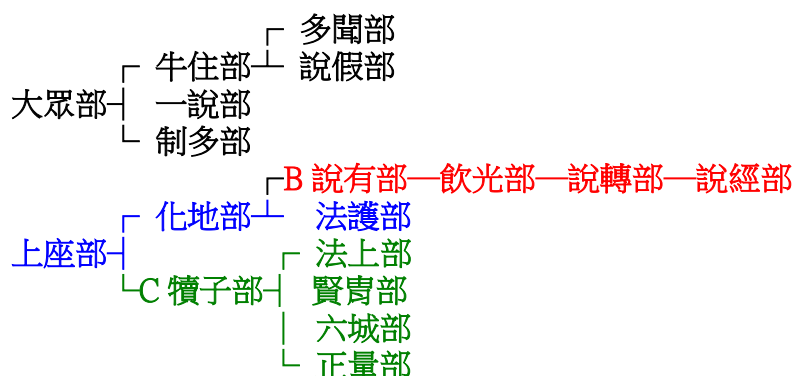 多聞部
牛住部 說假部
大眾部 一說部
制多部
B 說有部—飲光部—說轉部—說經部
化地部 法護部
上座部 法上部
C 犢子部 賢冑部
六城部
正量部